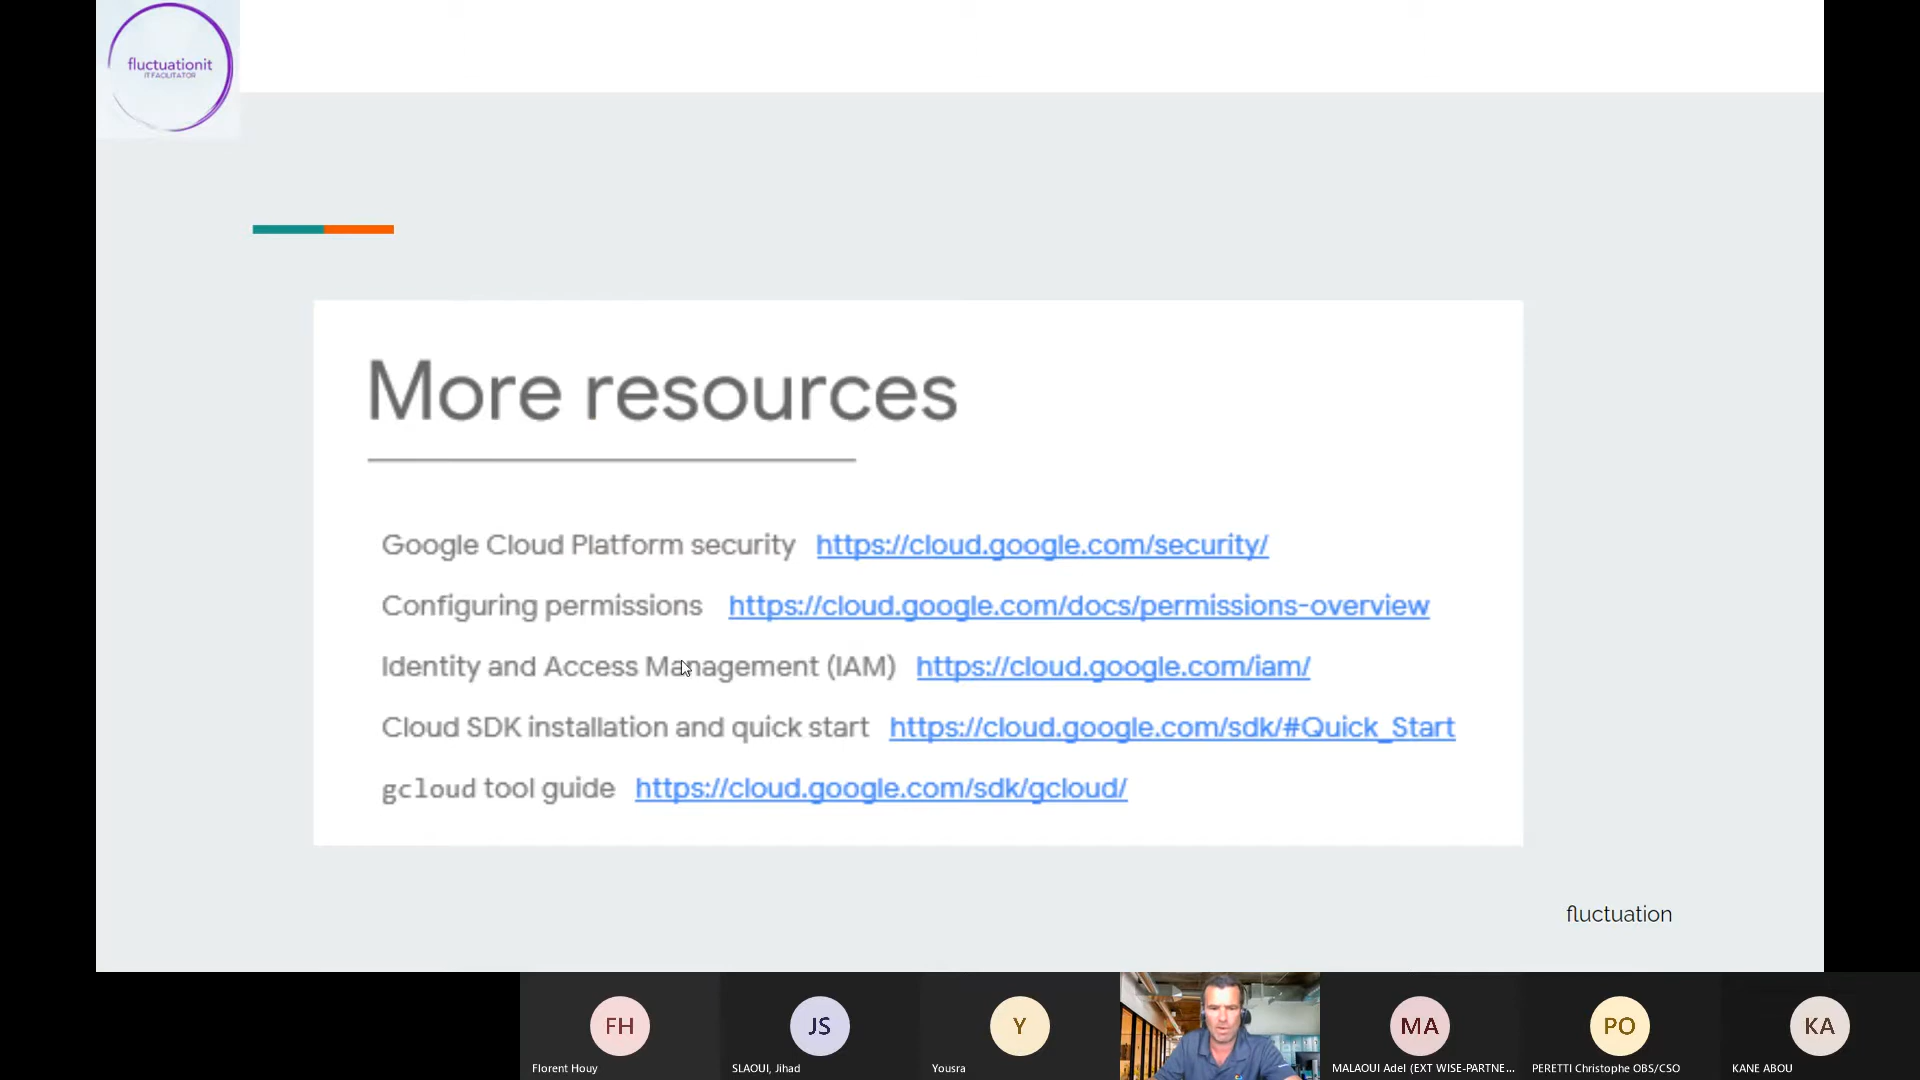 fluctuationit
IT FACILITATOR
More resources
Google Cloud Platform security https://cloud.google.com/security/
Configuring permissions https://cloud.google.com/docs/permissions-overview
Identity and Access Management (IAM) https://cloud.google.com/iam/
Cloud SDK installation and quick start https://cloud.google.com/sdk/#Quick_Start
gcloud tool guide https://cloud.google.com/sdk/gcloud/
fluctuation
FH JS Y MA PO KA
Florent Houy SLAOUI, Jihad Yousra MALAOUI Adel (EXT WISE-PARTNE... PERETTI Christophe OBS/CSO KANE ABOU